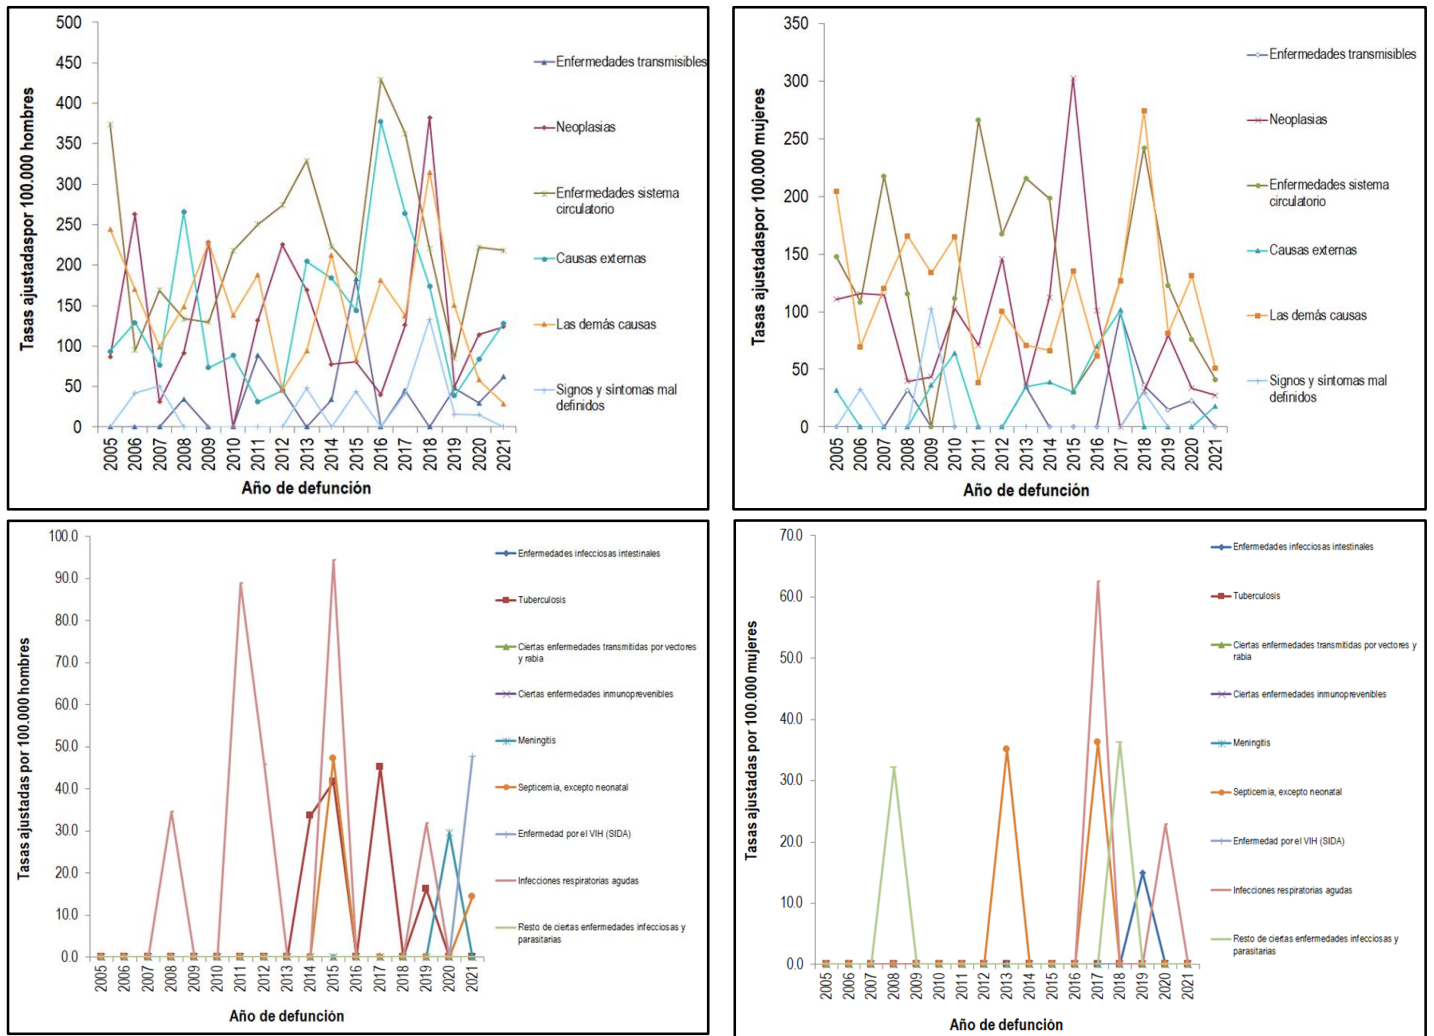 500
450
400
350
300
250
200
150
100
50
0
Tasas ajustadaspor 100.000 hombres
2005 2006 2007 2008 2009 2010 2011 2012 2013 2014 2015 2016 2017 2018 2019 2020 2021
Año de defunción
Enfermedades transmisibles
Neoplasias
Enfermedades sistema
circulatorio
Causas externas
Las demás causas
Signos y sintomas mal
definidos
350
300
250
200
150
100
50
0
Tasas ajustadaspor 100.000 mujeres
2005 2006 2007 2008 2009 2010 2011 2012 2013 2014 2015 2016 2017 2018 2019 2020 2021
Año de defunción
Enfermedades transmisibles
Neoplasias
Enfermedades sistema
circulatorio
Causas externas
Las demás causas
Signos y sintomas mal
definidos
100.0
90.0
80.0
70.0
60.0
50.0
40.0
30.0
20.0
10.0
0.0
Tasas ajustadas por 100.000 hombres
2005 2006 2007 2008 2009 2010 2011 2012 2013 2014 2015 2016 2017 2018 2019 2020 2021
Año de defunción
Enfermedades infecciosas intestinales
Tuberculosis
Ciertas enfermedades transmitidas por vectores
y rabia
Ciertas enfermedades inmunoprevenibles
Meningitis
Septicemia, excepto neonatal
Enfermedad por el VIH (SIDA)
Infecciones respiratorias agudas
Resto de ciertas enfermedades infecciosas y
parasitarias
70.0
60.0
50.0
40.0
30.0
20.0
10.0
0.0
Tasas ajustadas por 100.000 mujeres
2005 2006 2007 2008 2009 2010 2011 2012 2013 2014 2015 2016 2017 2018 2019 2020 2021
Año de defunción
Enfermedades infecciosas intestinales
Tuberculosis
Ciertas enfermedades transmitidas por vectores y
rabia
Ciertas enfermedades inmunoprevenibles
Meningitis
Septicemia, excepto neonatal
Enfermedad por el VIH (SIDA)
Infecciones respiratorias agudas
Resto de ciertas enfermedades infecciosas y
parasitarias